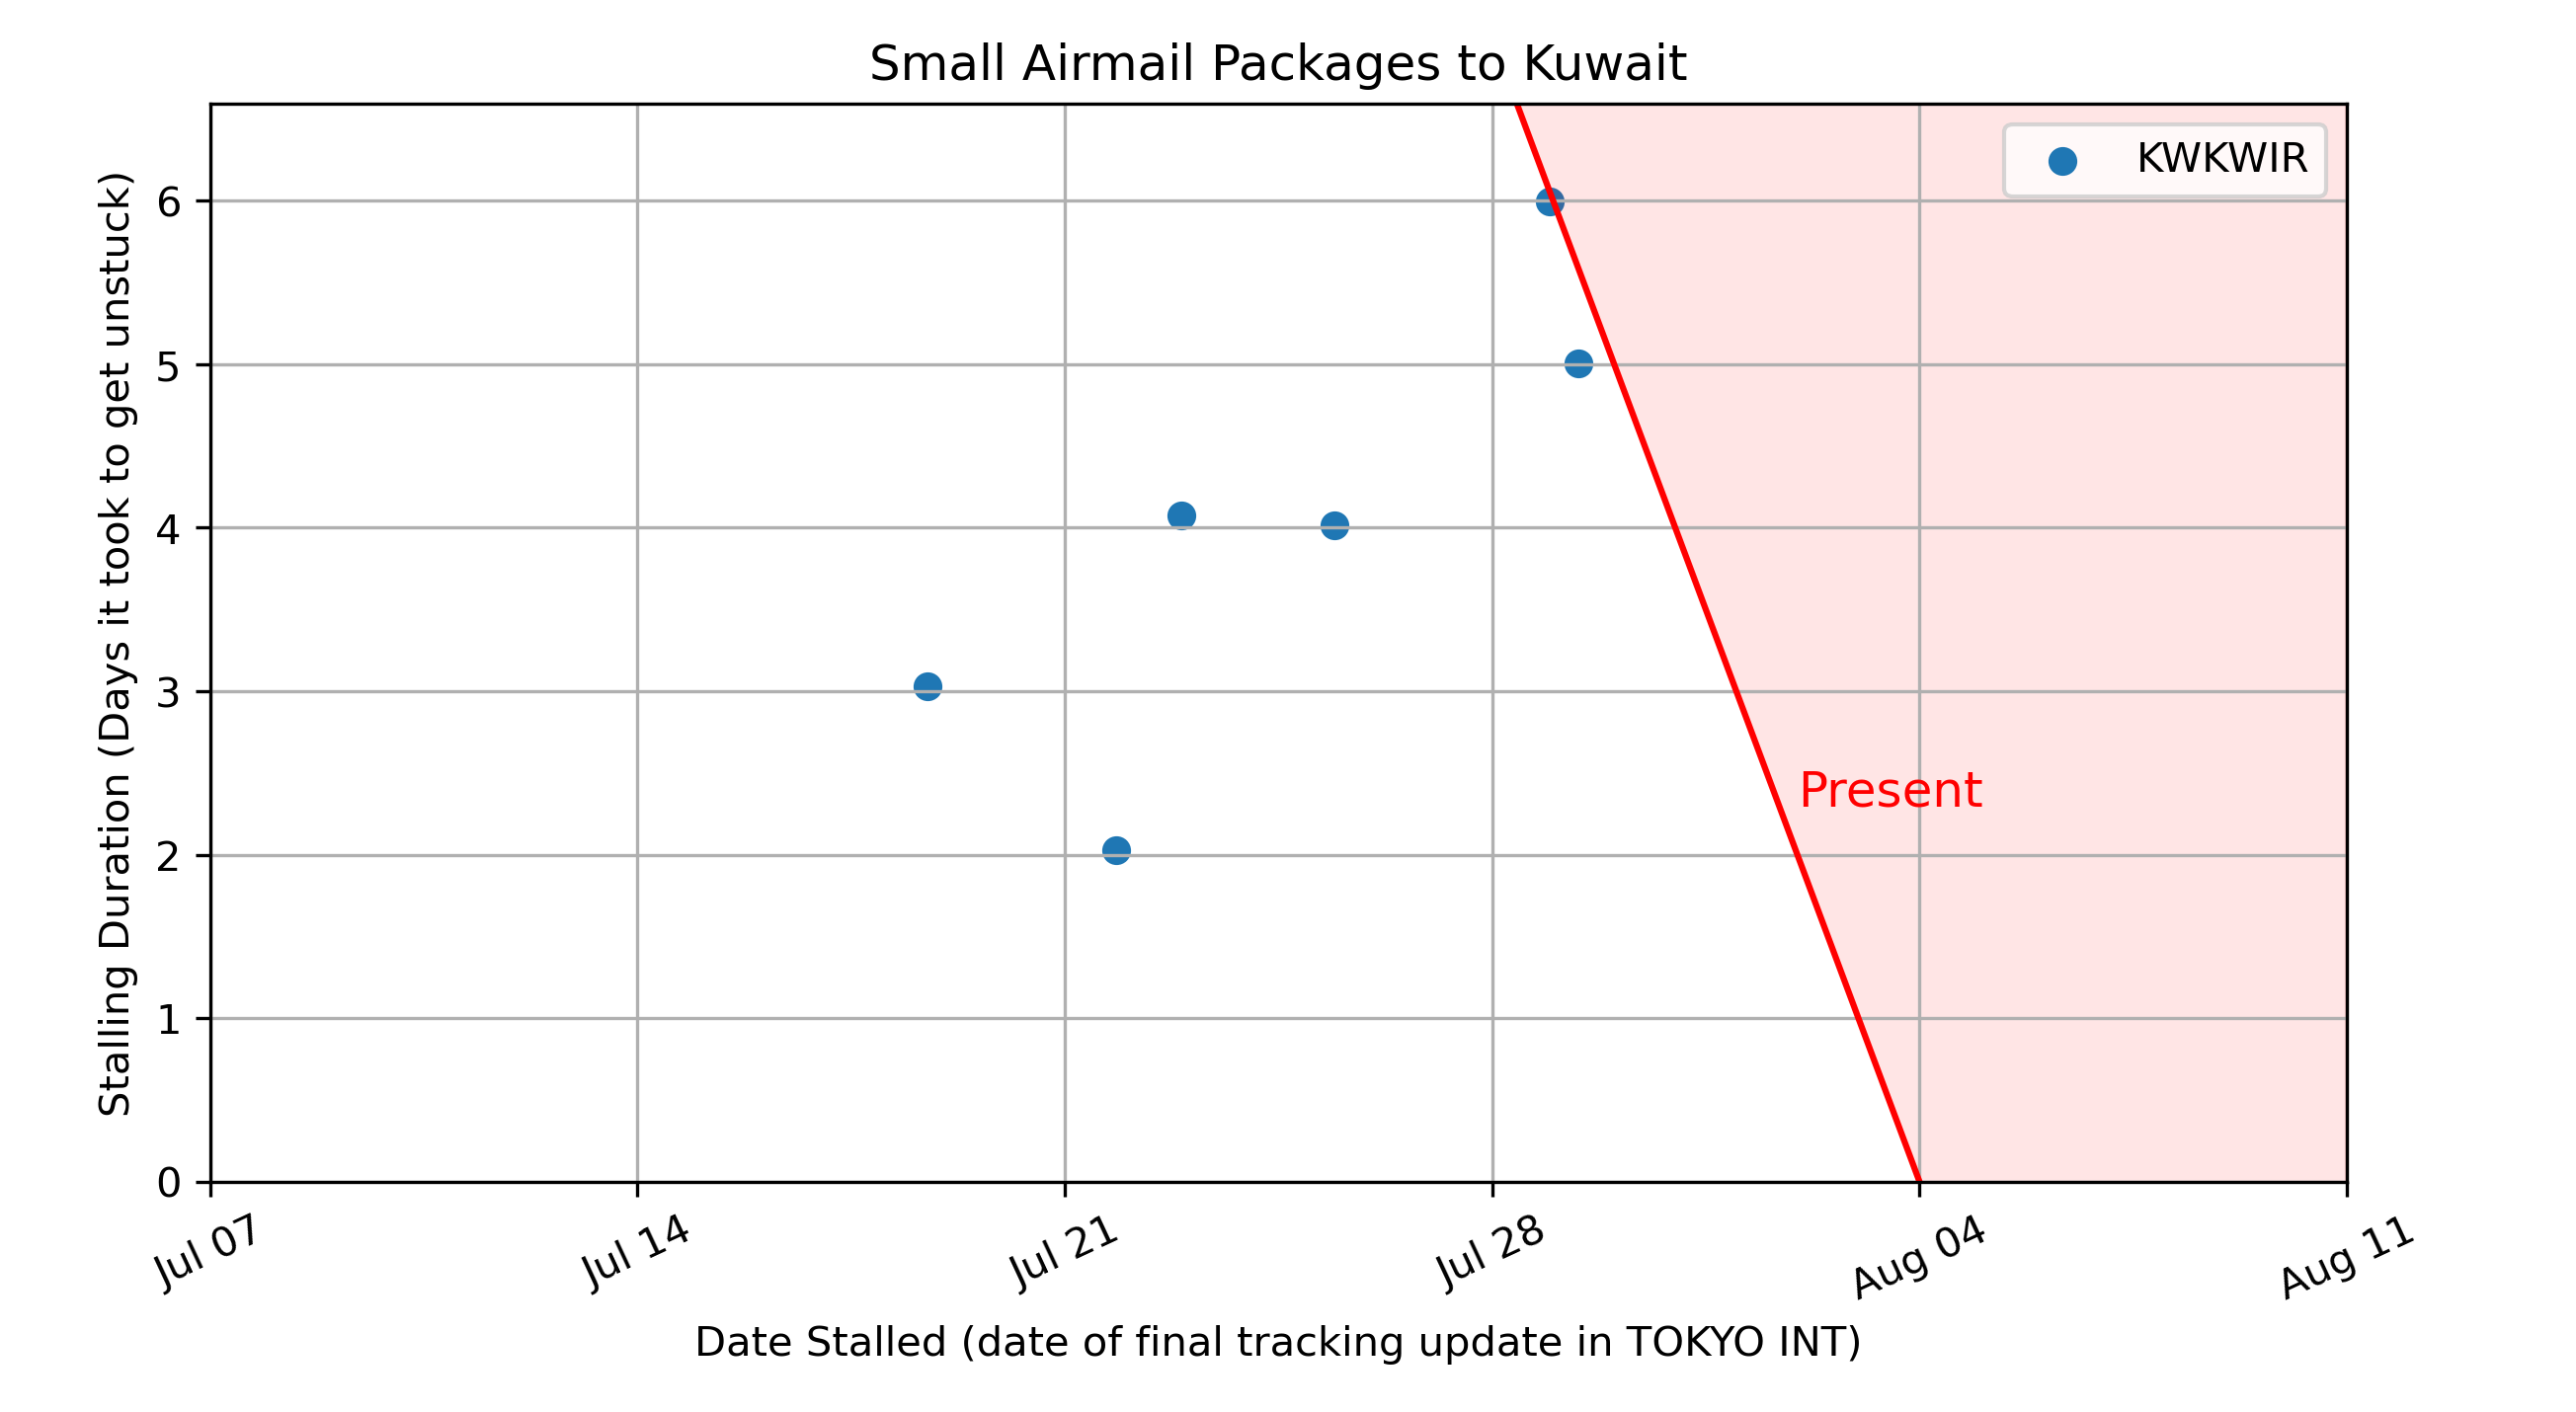 Small Airmail Packages to Kuwait
KWKWIR
Stalling Duration (Days it took to get unstuck)
6
5
4
3
2
1
0
Present
Jul 07
Jul 14
Jul 21
Jul 28
Aug 04
Aug 11
Date Stalled (date of final tracking update in TOKYO INT)